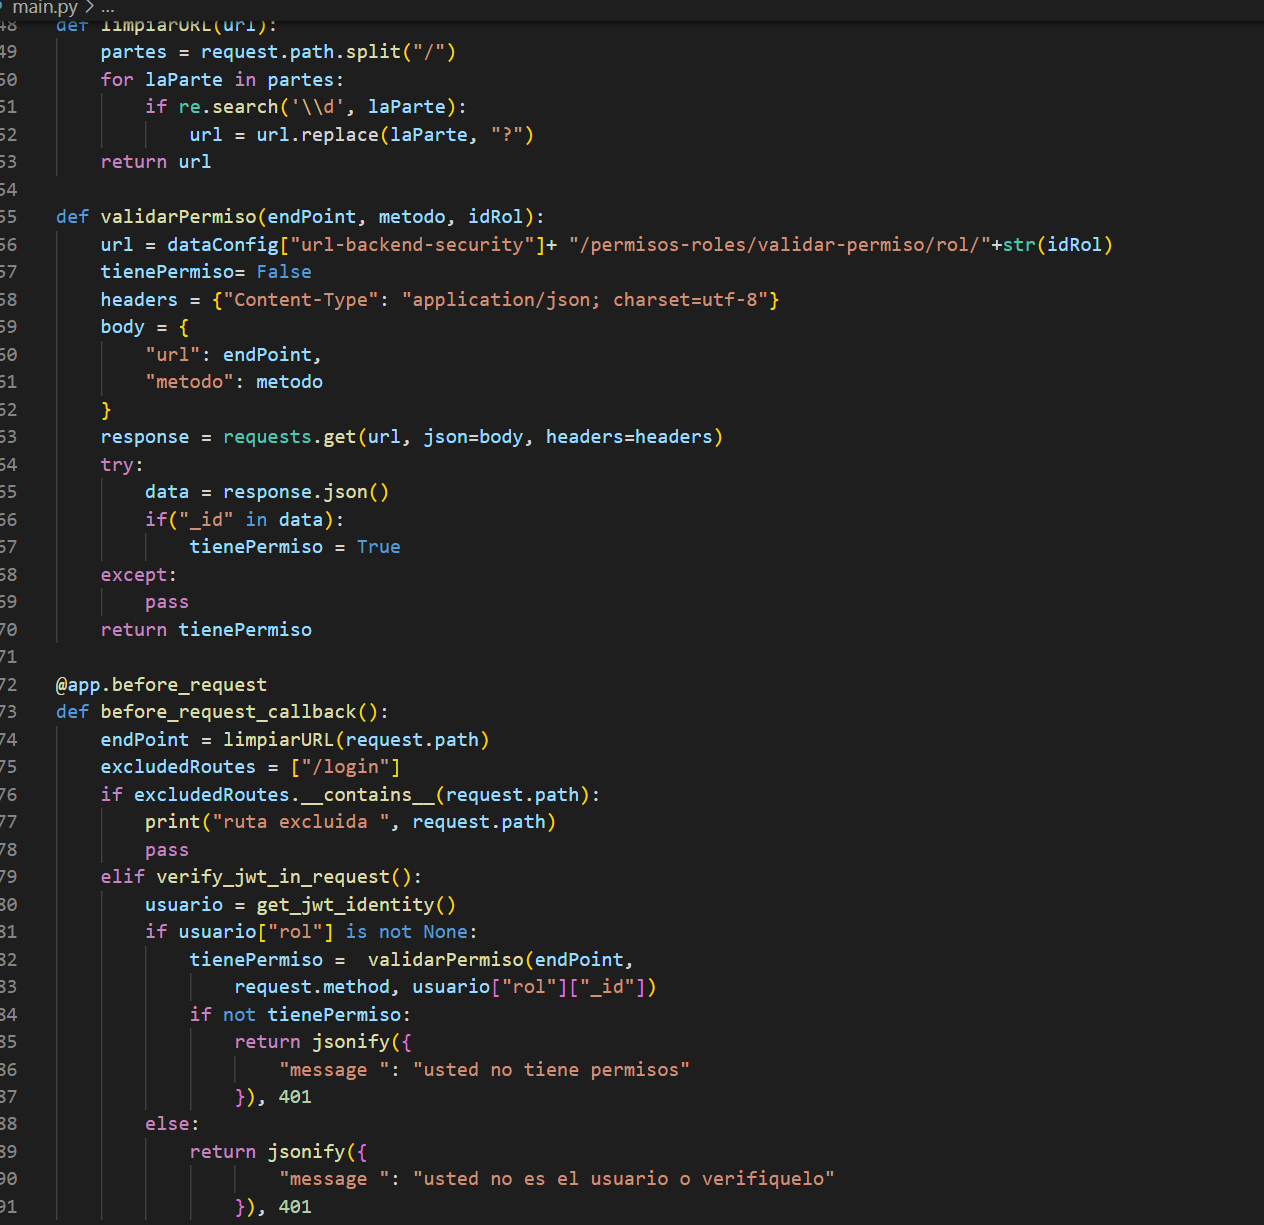 main.py > ...
48 def limpiarURL(url):
49     partes = request.path.split("/")
50     for laParte in partes:
51         if re.search('\\d', laParte):
52             url = url.replace(laParte, "?")
53     return url
54
55 def validarPermiso(endPoint, metodo, idRol):
56     url = dataConfig["url-backend-security"]+ "/permisos-roles/validar-permiso/rol/"+str(idRol)
57     tienePermiso= False
58     headers = {"Content-Type": "application/json; charset=utf-8"}
59     body = {
60         "url": endPoint,
61         "metodo": metodo
62     }
63     response = requests.get(url, json=body, headers=headers)
64     try:
65         data = response.json()
66         if("_id" in data):
67             tienePermiso = True
68     except:
69         pass
70     return tienePermiso
71
72 @app.before_request
73 def before_request_callback():
74     endPoint = limpiarURL(request.path)
75     excludedRoutes = ["/login"]
76     if excludedRoutes.__contains__(request.path):
77         print("ruta excluida ", request.path)
78         pass
79     elif verify_jwt_in_request():
80         usuario = get_jwt_identity()
81         if usuario["rol"] is not None:
82             tienePermiso =  validarPermiso(endPoint,
83                 request.method, usuario["rol"]["_id"])
84             if not tienePermiso:
85                 return jsonify({
86                     "message ": "usted no tiene permisos"
87                 }), 401
88         else:
89             return jsonify({
90                 "message ": "usted no es el usuario o verifiquelo"
91                 }), 401